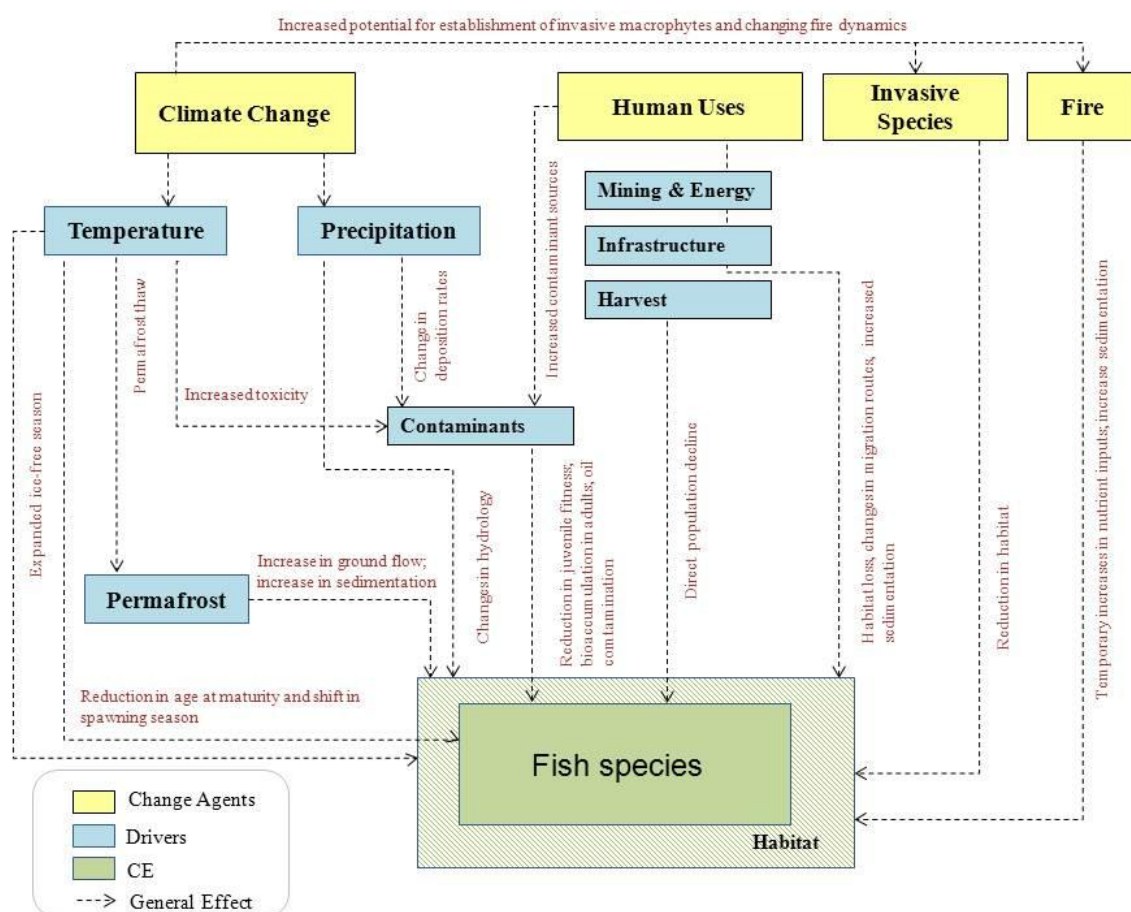 Increased potential for establishment of invasive macrophytes and changing fire dynamics
Climate Change
Human Uses
Invasive
Species
Fire
Temperature
Precipitation
Mining & Energy
Infrastructure
Harvest
Expanded ice-free season
Permafrost thaw
Increased toxicity
Change in
deposition rates
Increased contaminant sources
Contaminants
Permafrost
Increase in ground flow;
increase in sedimentation
Changes in hydrology
Reduction in juvenile fitness;
bioaccumulation in adults; oil
contamination
Direct population decline
Habitat loss, changes in migration routes, increased
sedimentation
Reduction in habitat
Temporary increases in nutrient inputs; increase sedimentation
Reduction in age at maturity and shift in
spawning season
Fish species
Habitat
Change Agents
Drivers
CE
General Effect